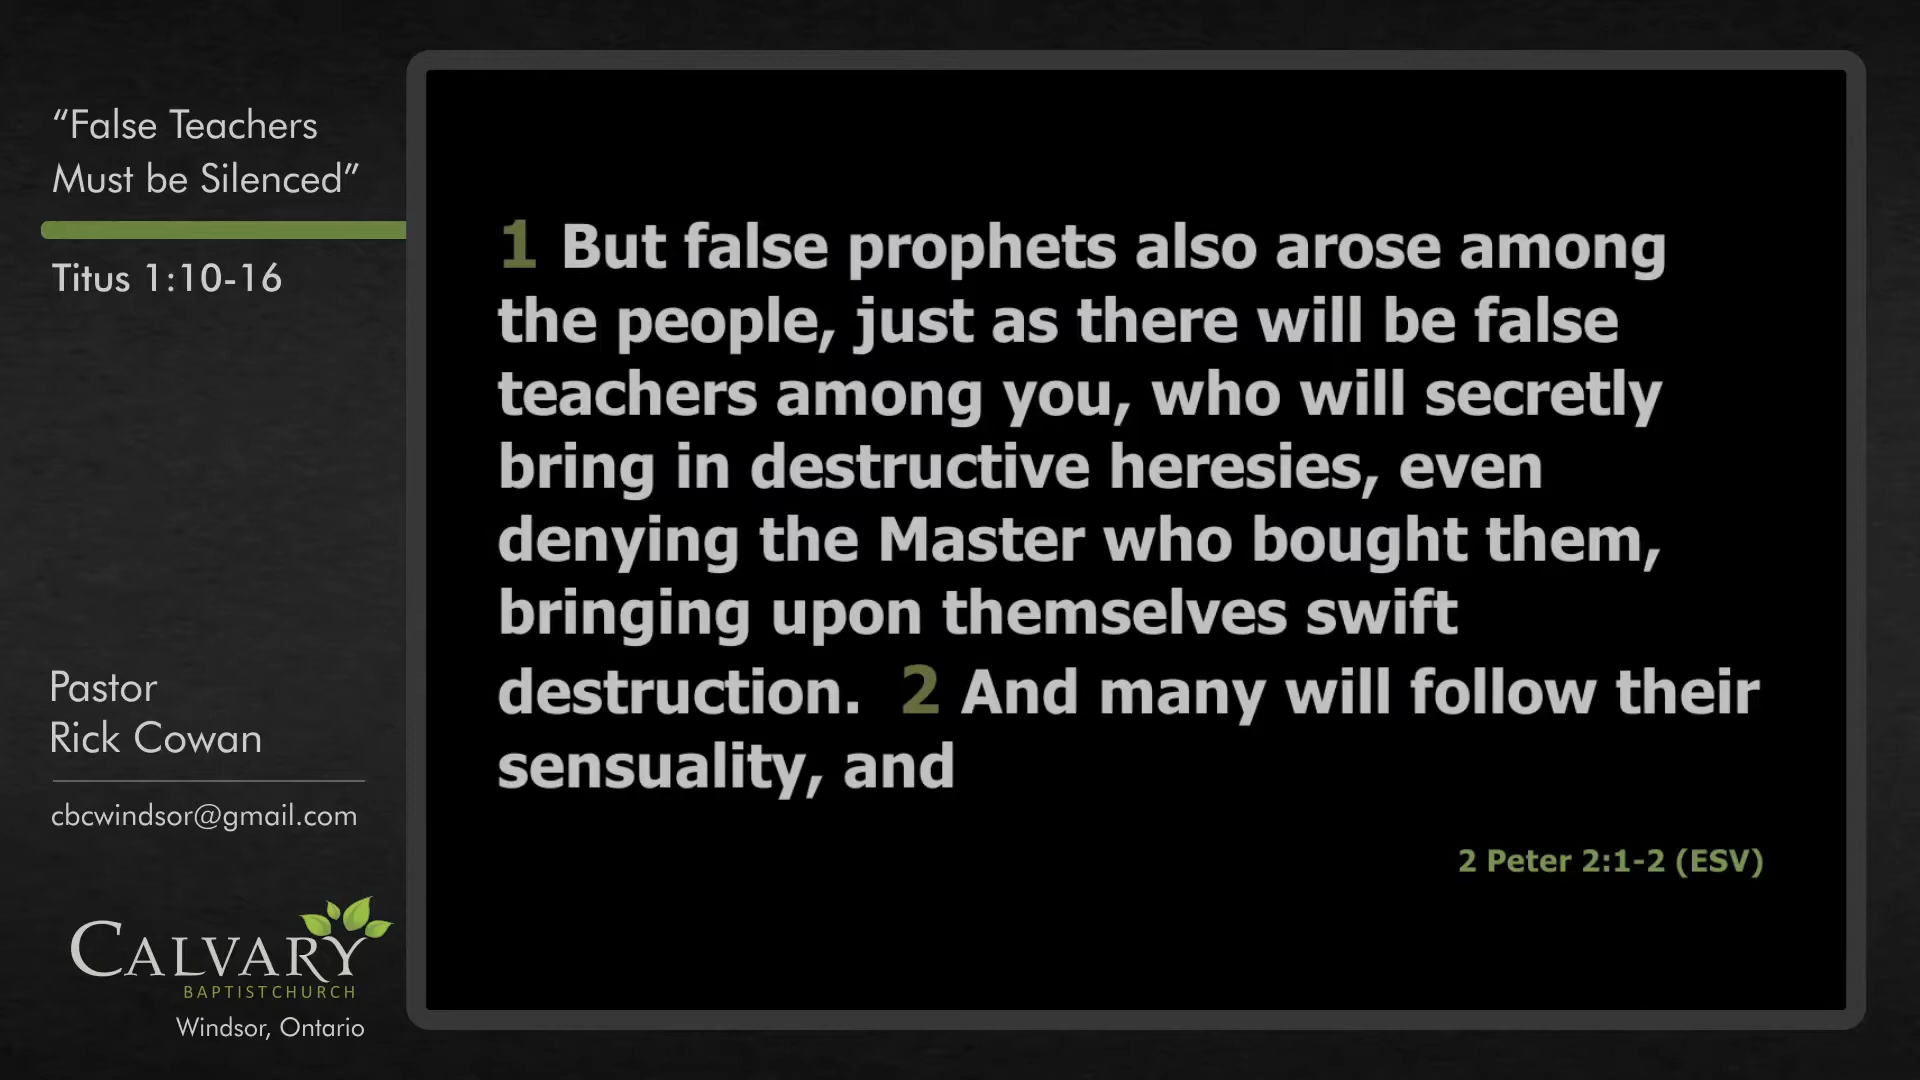 “False Teachers
Must be Silenced”
Titus 1:10-16
Pastor
Rick Cowan
cbcwindsor@gmail.com
CALVARY
BAPTISTCHURCH
Windsor, Ontario
1 But false prophets also arose among
the people, just as there will be false
teachers among you, who will secretly
bring in destructive heresies, even
denying the Master who bought them,
bringing upon themselves swift
destruction. 2 And many will follow their
sensuality, and
2 Peter 2:1-2 (ESV)